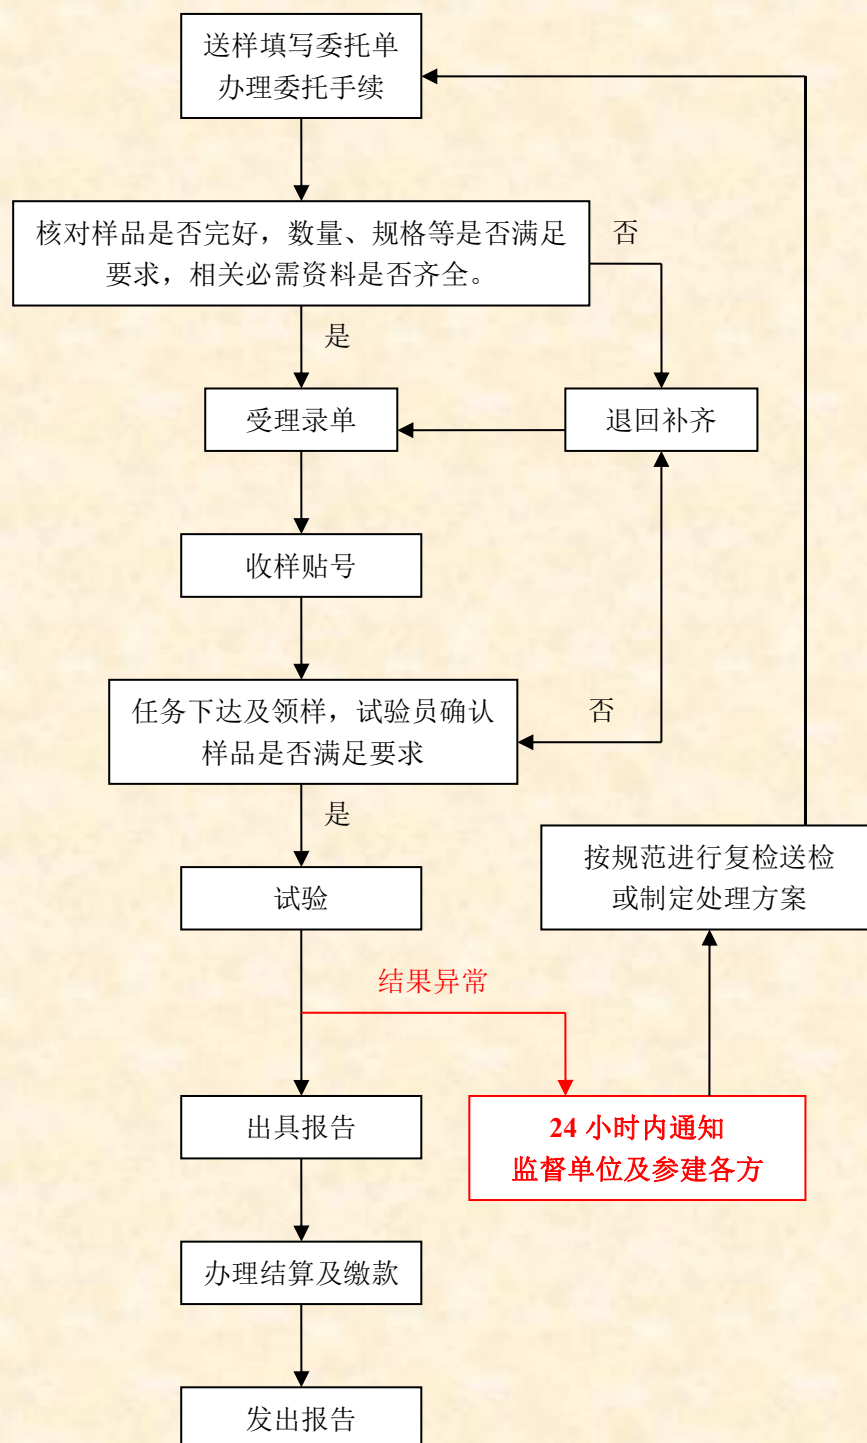 送样填写委托单
办理委托手续
核对样品是否完好，数量、规格等是否满足
要求，相关必需资料是否齐全。
否
是
受理录单
退回补齐
收样贴号
任务下达及领样，试验员确认
样品是否满足要求
否
是
试验
按规范进行复检送检
或制定处理方案
结果异常
出具报告
24 小时内通知
监督单位及参建各方
办理结算及缴款
发出报告